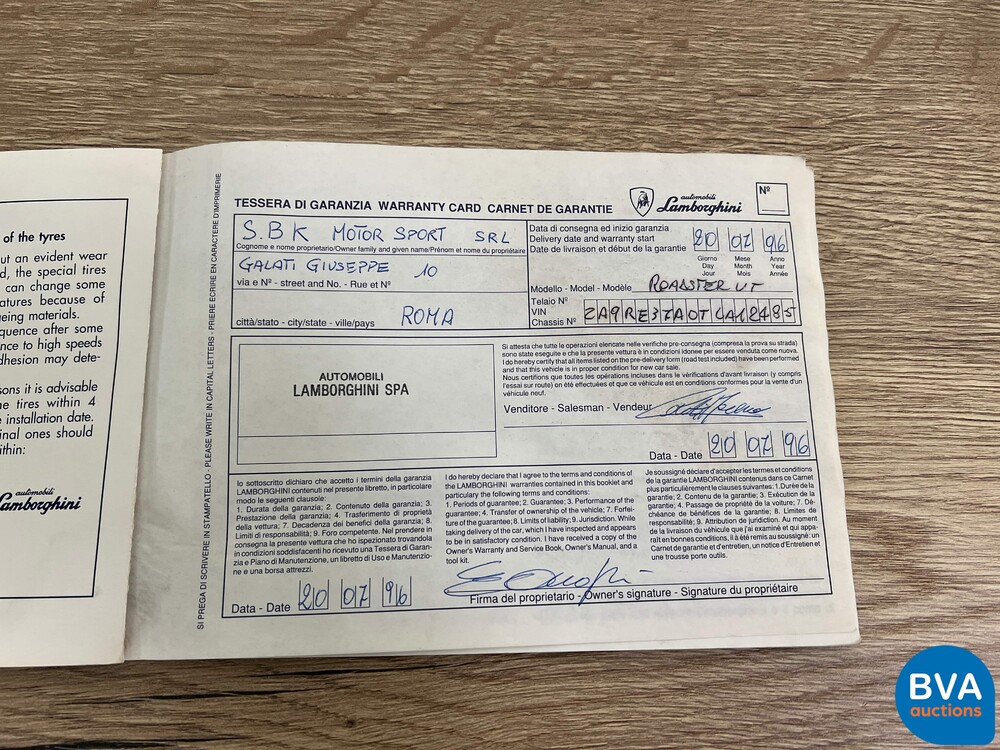 of the tyres
ut an evident wear
d, the special tires
can change some
atures because of
geing materials.
quence after some
nce to high speeds
dhesion may dete-
sons it is advisable
e tires within 4
e installation date.
inal ones should
ithin:
automobili
Lamborghini
SI PREGA DI SCRIVERE IN STAMPATELLO - PLEASE WRITE IN CAPITAL LETTERS - PRIERE ECRIRE EN CARACTERE D'IMPRIMERIE
TESSERA DI GARANZIA WARRANTY CARD CARNET DE GARANTIE
automobili
Lamborghini
Nº
S.B.K MOTOR SPORT SRL
Cognome e nome proprietario/Owner family and given name/Prénom et nome du propriétaire
GALATI GIUSEPPE 10
via e Nº - street and No. - Rue et Nº
città/stato - city/state - ville/pays ROMA
Data di consegna ed inizio garanzia
Delivery date and warranty start
Date de livraison et début de la garantie
20 07 96
Giorno Mese Anno
Day Month Year
Jour Mois Année
Modello - Model - Modèle ROADSTER VT
Telaio Nº
VIN
Chassis Nº ZA9RE37A0TLA12485
AUTOMOBILI
LAMBORGHINI SPA
Si attesta che tutte le operazioni elencate nelle verifiche pre-consegna (compresa la prova su strada)
sono state eseguite e che la presente vettura è in condizioni idonee per essere venduta come nuova.
I do hereby certify that all items listed on the pre-delivery form (road test included) have been performed
and that this vehicle is in proper condition for new car sale.
Nous certifions que toutes les opérations incluses dans le vérifications d'avant livraison (y compris
l'essai sur route) on été effectuées et que ce véhicule est en conditions conformes pour la vente d'un
véhicule neuf.
Venditore - Salesman - Vendeur
Data - Date 20 07 96
Io sottoscritto dichiaro che accetto i termini della garanzia
LAMBORGHINI contenuti nel presente libretto, in particolare
modo le seguenti clausole:
1. Durata della garanzia; 2. Contenuto della garanzia; 3.
Prestazione della garanzia; 4. Trasferimento di proprietà
della vettura; 7. Decadenza dei benefici della garanzia; 8.
Limiti di responsabilità; 9. Foro competente. Nel prendere in
consegna la presente vettura che ho ispezionato trovandola
in condizioni soddisfacenti ho ricevuto una Tessera di Garan-
zia e Piano di Manutenzione, un libretto di Uso e Manutenzio-
ne e una borsa attrezzi.
Data - Date 20 07 96
I do hereby declare that I agree to the terms and conditions of
the LAMBORGHINI warranties contained in this booklet and
particulary the following terms and conditions:
1. Periods of guarantee; 2. Guarantee; 3. Performance of the
guarantee; 4. Transfer of ownership of the vehicle; 7. Forfei-
ture of the guarantee; 8. Limits of liability; 9. Jurisdiction. While
taking delivery of the car, which I have inspected and appears
to be in satisfactory condition. I have received a copy of the
Owner's Warranty and Service Book, Owner's Manual, and a
tool kit.
Je soussigné déclare d'accepter les termes et conditions
de la garantie LAMBORGHINI contenus dans ce Carnet
plus particulièrement le clauses suivantes: 1. Durée de la
garantie; 2. Contenu de la garantie; 3. Exécution de la
garantie; 4. Passage de propriété de la voiture; 7. Dé-
chéance de bénéfices de la garantie; 8. Limites de
responsabilité; 9. Attribution de juridiction. Au moment
de la livraison du véhicule que j'ai examiné et qui appa-
raît en bonnes conditions, il à été remis au soussigné: un
Carnet de garantie et d'entretien, un notice d'Entretien et
une trousse porte outils.
Firma del proprietario - Owner's signature - Signature du propriétaire
BVA
auctions